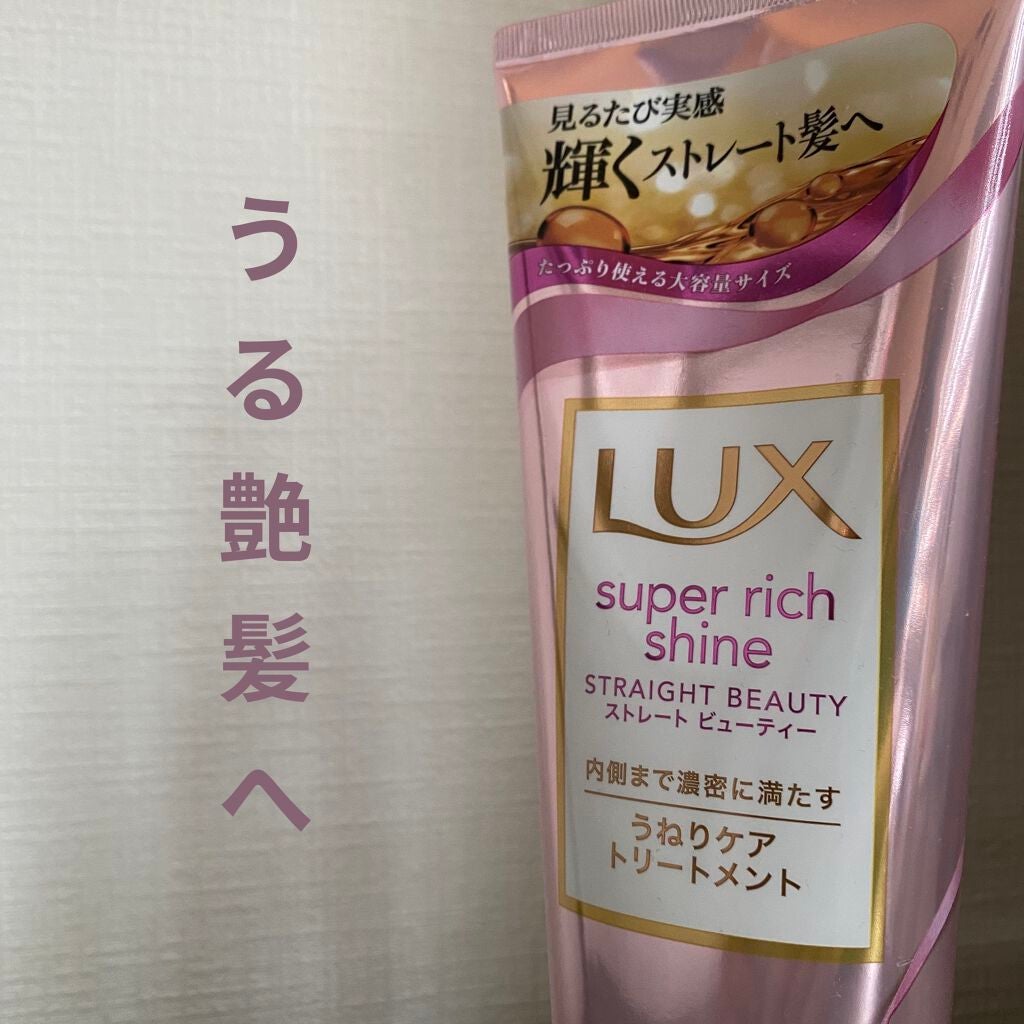 うる艶髪へ
見るたび実感
輝くストレート髪へ
たっぷり使える大容量サイズ
LUX
super rich
shine
STRAIGHT BEAUTY
ストレート ビューティー
内側まで濃密に満たす
うねりケア
トリートメント